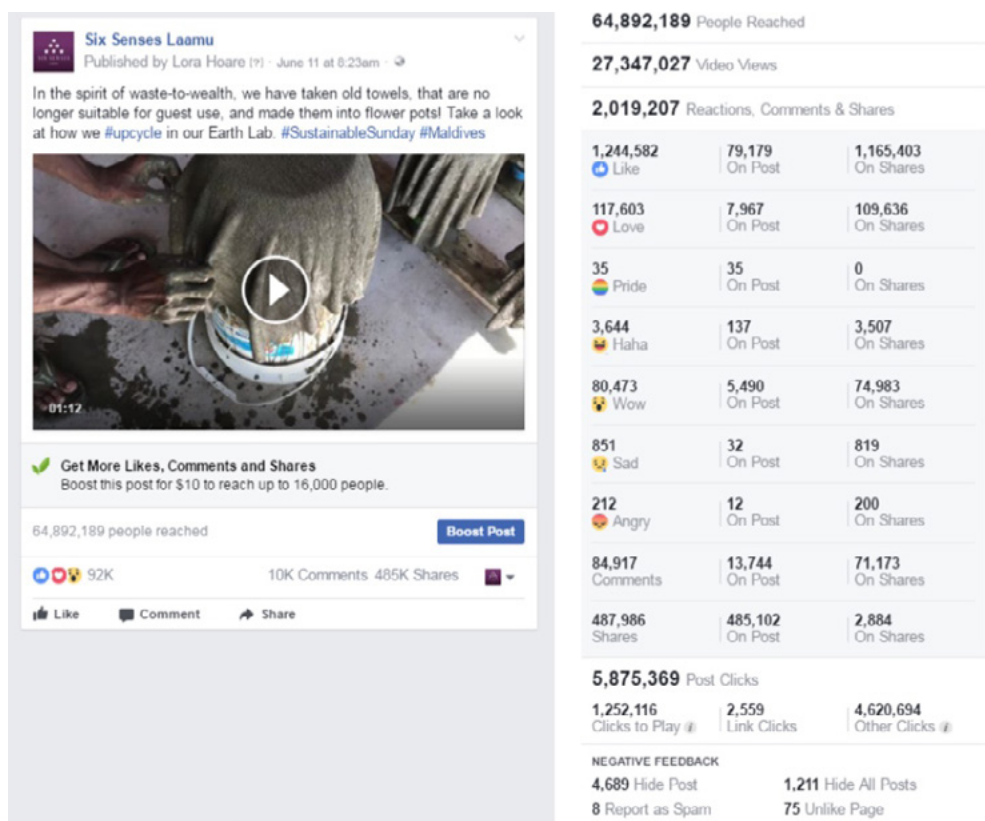 Six Senses Laamu
Published by Lora Hoare [?] · June 11 at 8:23am ·
In the spirit of waste-to-wealth, we have taken old towels, that are no
longer suitable for guest use, and made them into flower pots! Take a look
at how we #upcycle in our Earth Lab. #SustainableSunday #Maldives
01:12
Get More Likes, Comments and Shares
Boost this post for $10 to reach up to 16,000 people.
64,892,189 people reached
Boost Post
92K
10K Comments 485K Shares
Like Comment Share
64,892,189 People Reached
27,347,027 Video Views
2,019,207 Reactions, Comments & Shares
1,244,582 79,179 1,165,403
Like On Post On Shares
117,603 7,967 109,636
Love On Post On Shares
35 35 0
Pride On Post On Shares
3,644 137 3,507
Haha On Post On Shares
80,473 5,490 74,983
Wow On Post On Shares
851 32 819
Sad On Post On Shares
212 12 200
Angry On Post On Shares
84,917 13,744 71,173
Comments On Post On Shares
487,986 485,102 2,884
Shares On Post On Shares
5,875,369 Post Clicks
1,252,116 2,559 4,620,694
Clicks to Play i Link Clicks Other Clicks i
NEGATIVE FEEDBACK
4,689 Hide Post 1,211 Hide All Posts
8 Report as Spam 75 Unlike Page